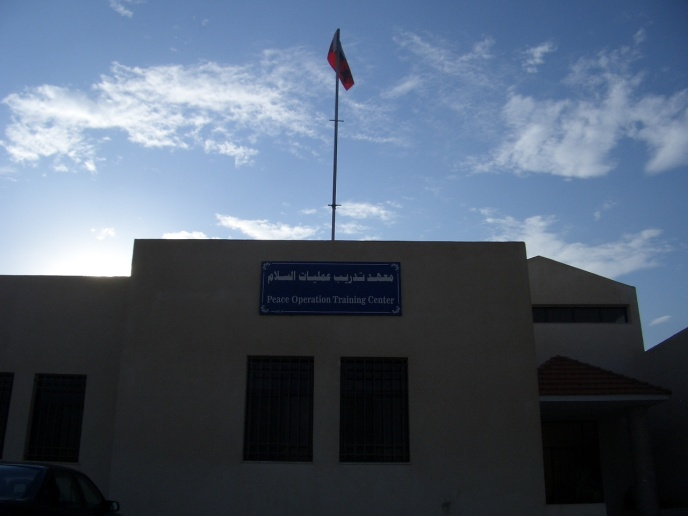 معهد تدريب عمليات السلام
Peace Operation Training Center